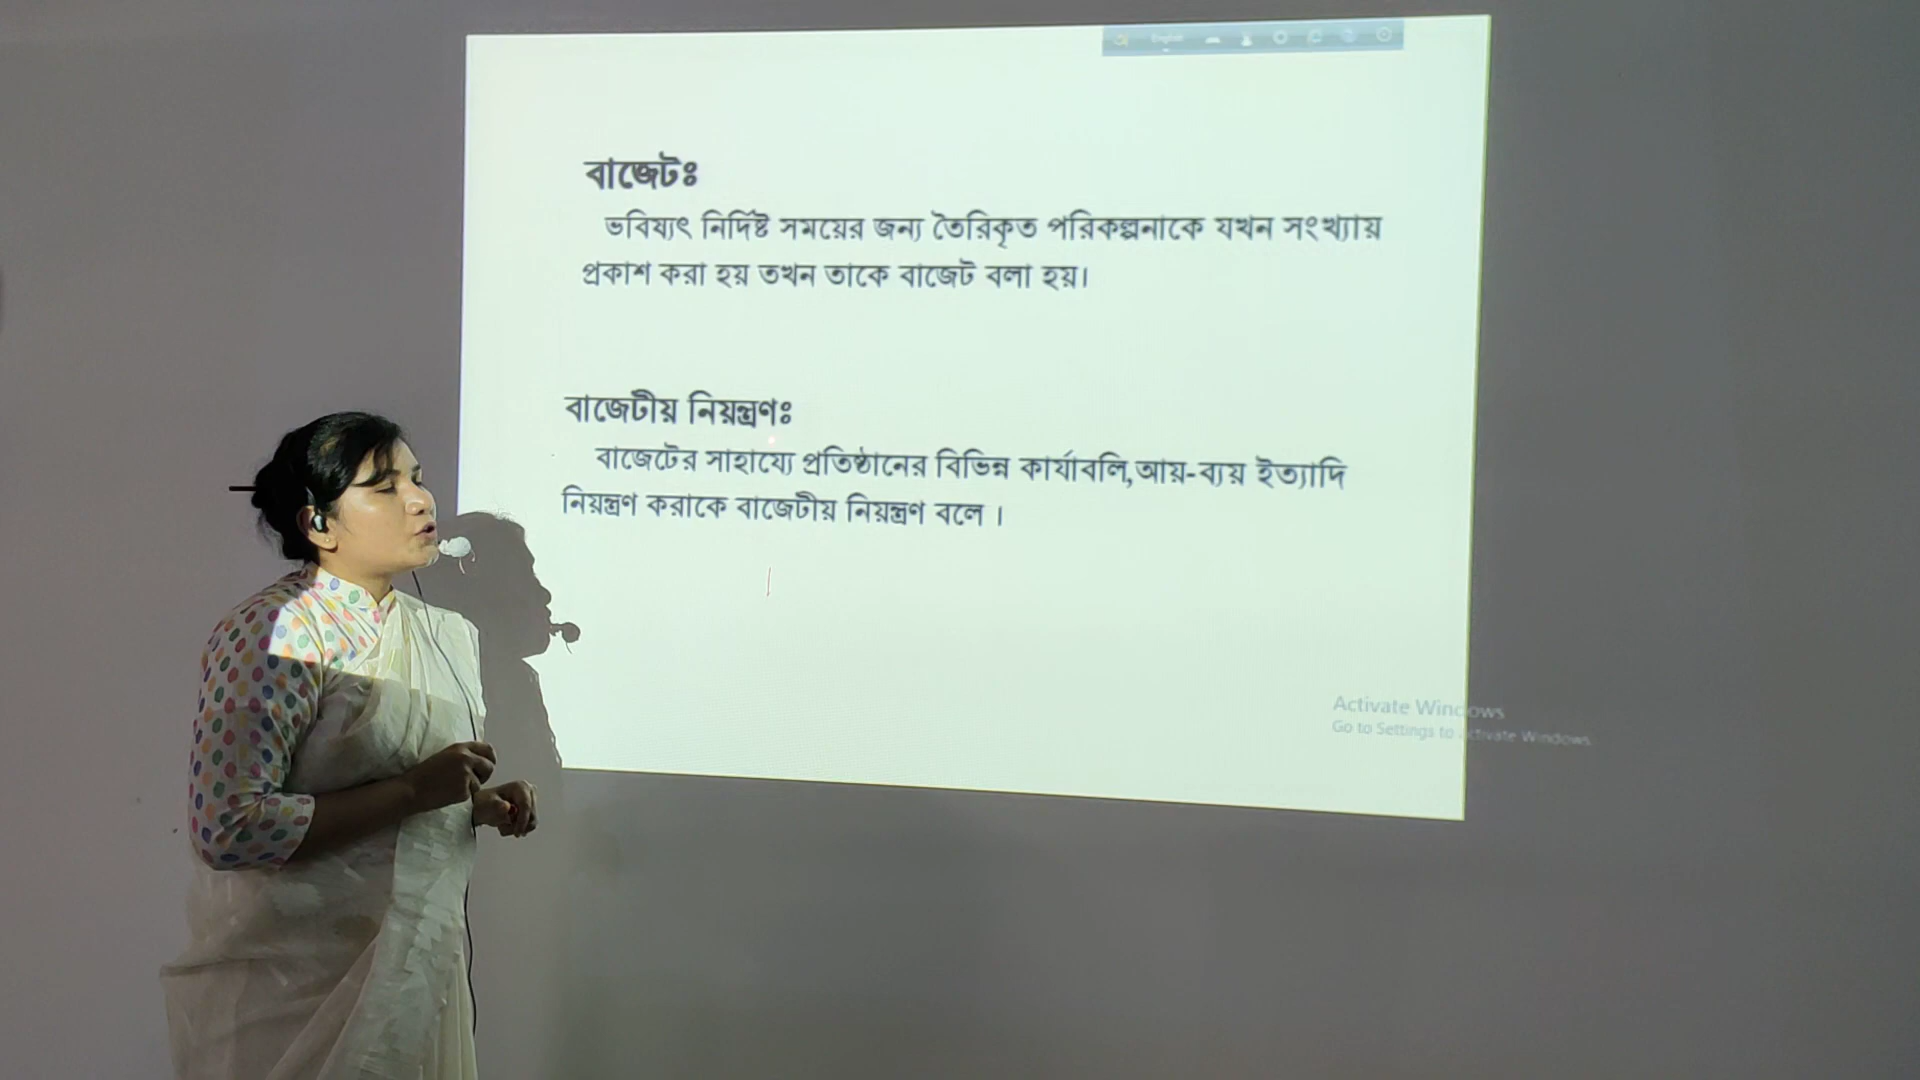 English
বাজেটঃ
ভবিষ্যৎ নির্দিষ্ট সময়ের জন্য তৈরিকৃত পরিকল্পনাকে যখন সংখ্যায়
প্রকাশ করা হয় তখন তাকে বাজেট বলা হয়।
বাজেটীয় নিয়ন্ত্রণঃ
বাজেটের সাহায্যে প্রতিষ্ঠানের বিভিন্ন কার্যাবলি,আয়-ব্যয় ইত্যাদি
নিয়ন্ত্রণ করাকে বাজেটীয় নিয়ন্ত্রণ বলে ।
Activate Windows
Go to Settings to activate Windows.